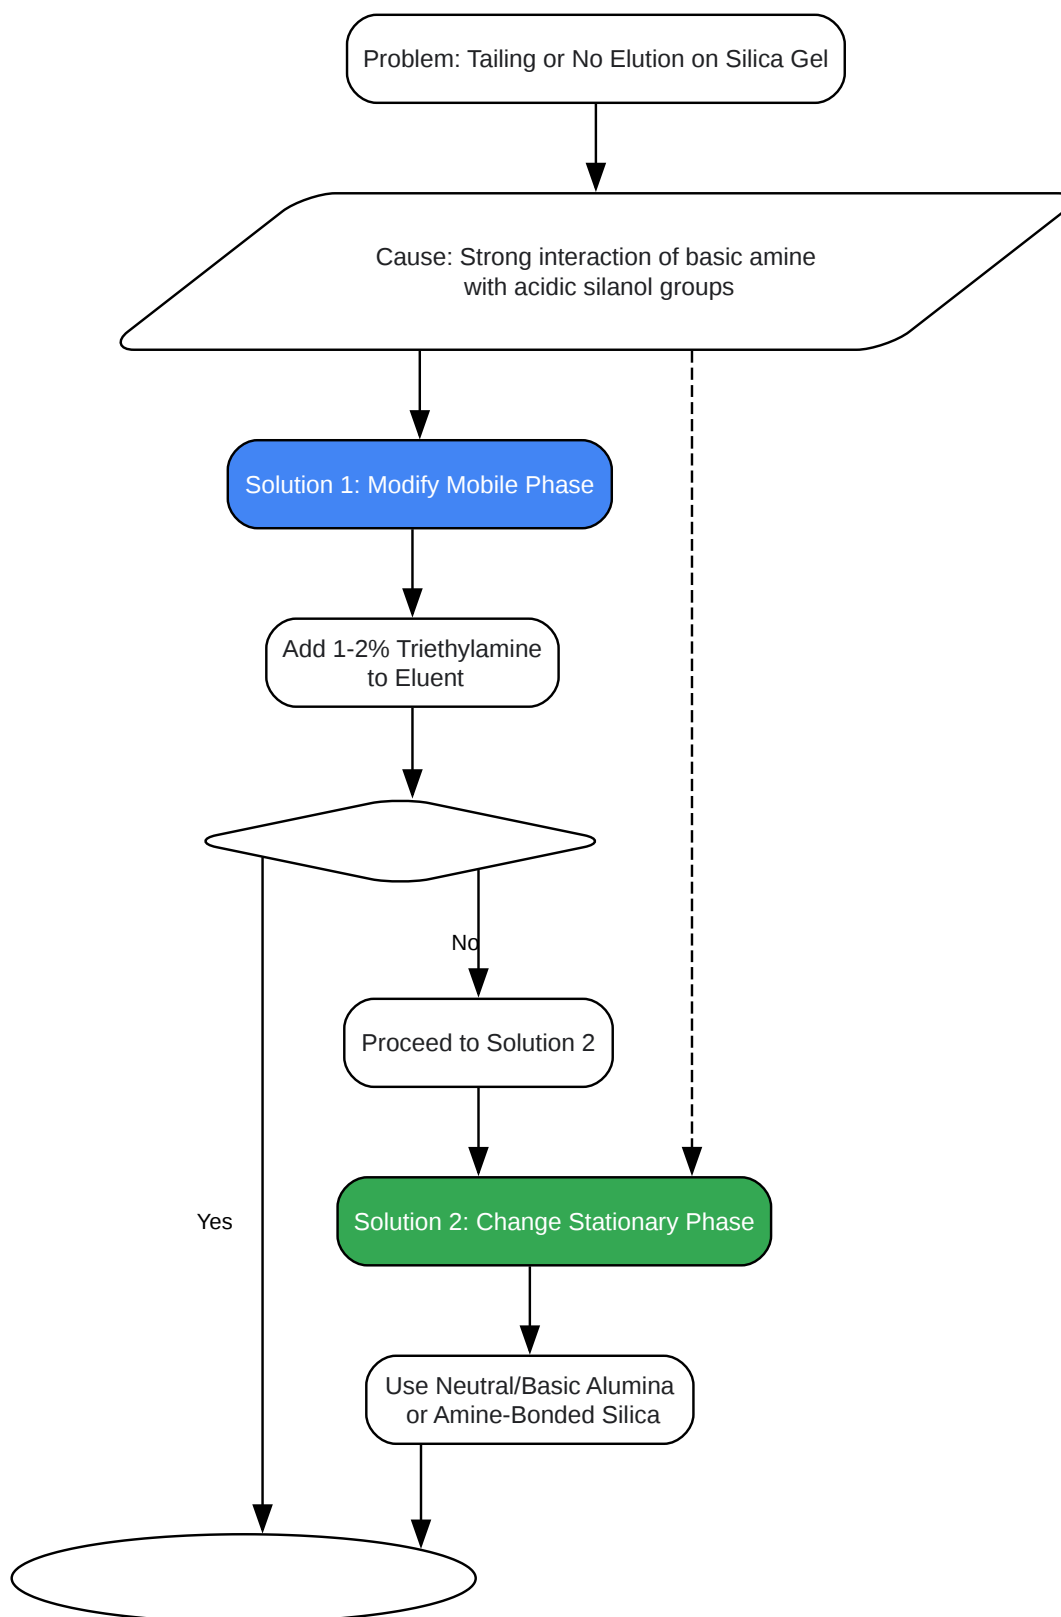 Problem: Tailing or No Elution on Silica Gel
Cause: Strong interaction of basic amine
with acidic silanol groups
Solution 1: Modify Mobile Phase
Add 1-2% Triethylamine
to Eluent
No
Proceed to Solution 2
Yes
Solution 2: Change Stationary Phase
Use Neutral/Basic Alumina
or Amine-Bonded Silica